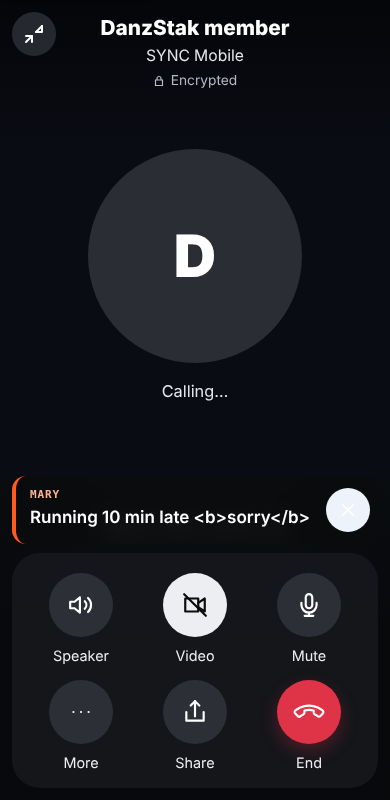 DanzStak member
SYNC Mobile
Encrypted
D
Calling...
MARY
Running 10 min late <b>sorry</b>
Speaker
Video
Mute
More
Share
End